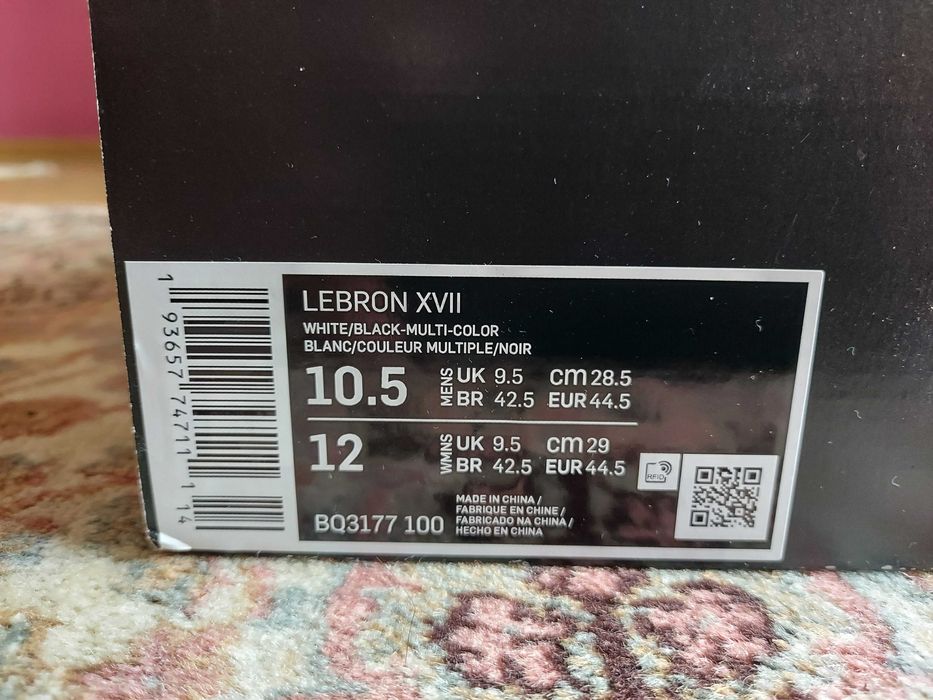 LEBRON XVII
WHITE/BLACK-MULTI-COLOR
BLANC/COULEUR MULTIPLE/NOIR
10.5 MENS UK 9.5 cm 28.5
BR 42.5 EUR 44.5
12 WMNS UK 9.5 cm 29
BR 42.5 EUR 44.5
RFID
BQ3177 100
MADE IN CHINA /
FABRIQUE EN CHINE /
FABRICADO NA CHINA /
HECHO EN CHINA
1 93657 74711 14